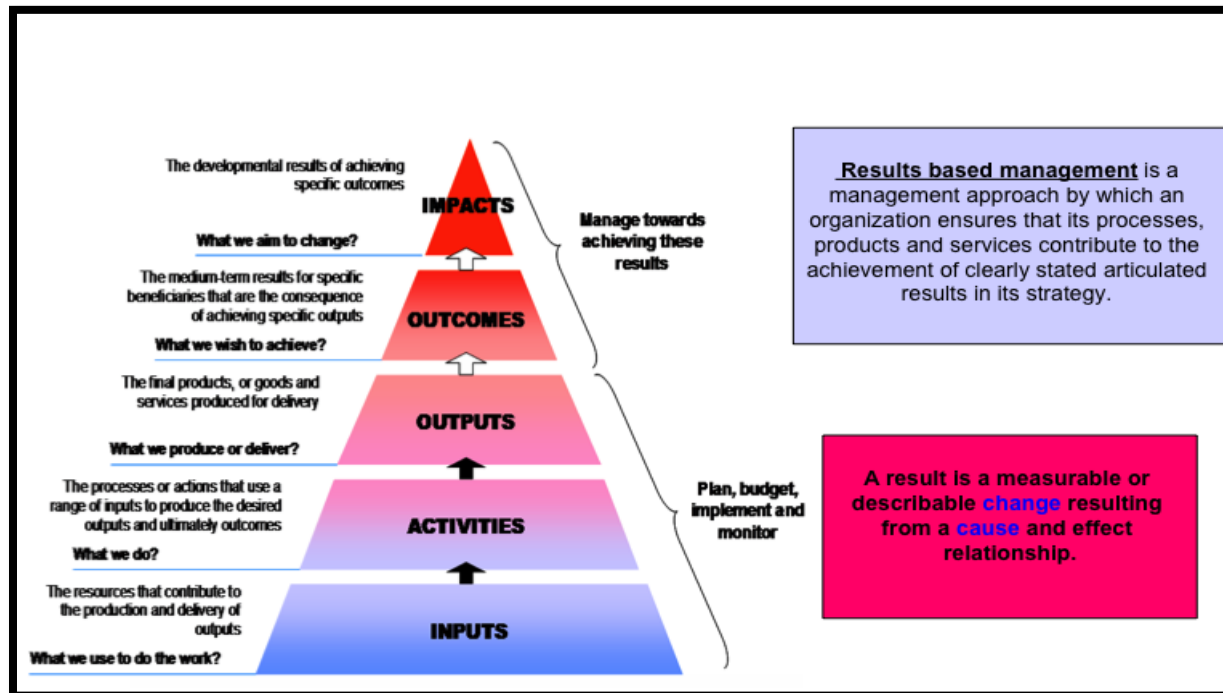 The developmental results of achieving
specific outcomes
IMPACTS
What we aim to change?
The medium-term results for specific
beneficiaries that are the consequence
of achieving specific outputs
OUTCOMES
What we wish to achieve?
Manage towards
achieving these
results
The final products, or goods and
services produced for delivery
OUTPUTS
What we produce or deliver?
The processes or actions that use a
range of inputs to produce the desired
outputs and ultimately outcomes
ACTIVITIES
What we do?
The resources that contribute to
the production and delivery of
outputs
INPUTS
What we use to do the work?
Plan, budget,
implement and
monitor
Results based management is a
management approach by which an
organization ensures that its processes,
products and services contribute to the
achievement of clearly stated articulated
results in its strategy.
A result is a measurable or
describable change resulting
from a cause and effect
relationship.